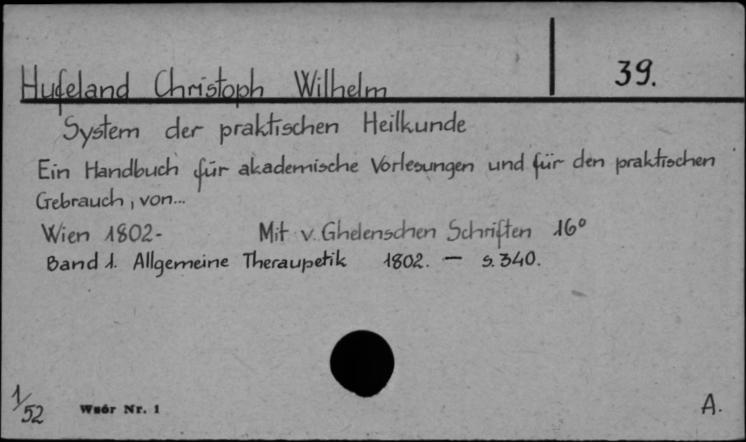 Hufeland Christoph Wilhelm 39.
System der praktischen Heilkunde
Ein Handbuch für akademische Vorlesungen und für den praktischen
Gebrauch, von...
Wien 1802- Mit v. Ghelenschen Schriften 16°
Band 1. Allgemeine Theraupetik 1802. — s. 340.
1/52 Wzór Nr. 1 A.